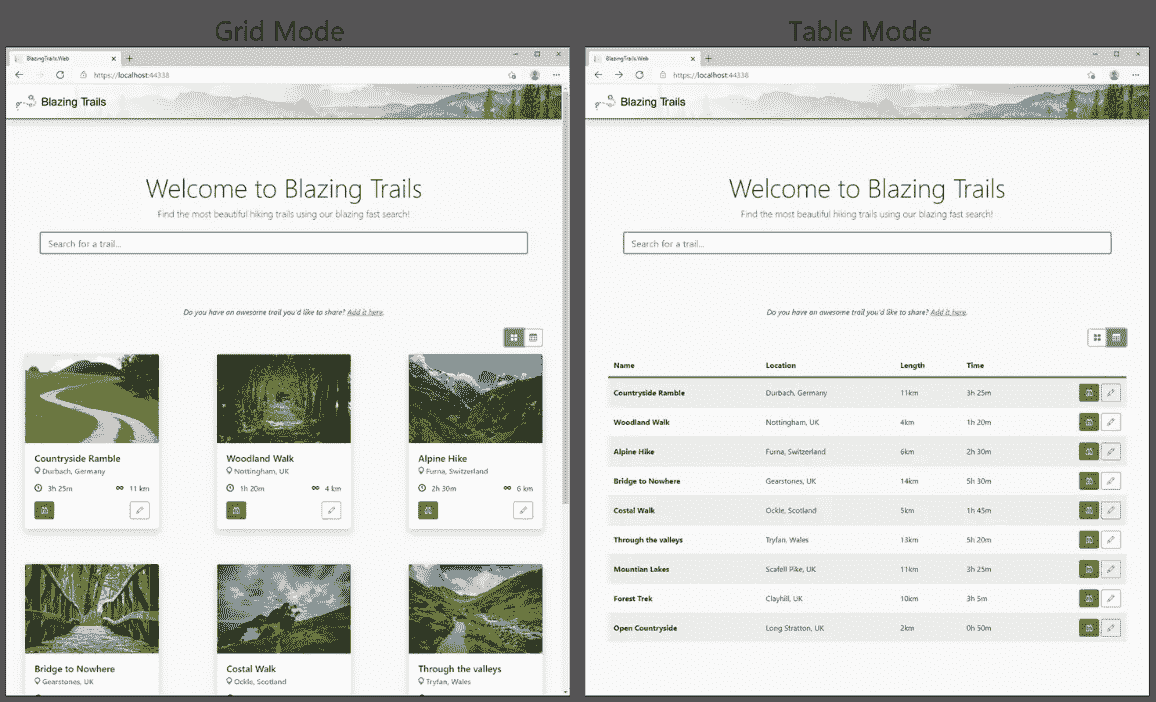 Grid Mode
BlazingTrails.Web
https://localhost:44338
Blazing Trails
Welcome to Blazing Trails
Find the most beautiful hiking trails using our blazing fast search!
Search for a trail...
Do you have an awesome trail you'd like to share? Add it here.
Countryside Ramble
Durbach, Germany
3h 25m 11 km
Woodland Walk
Nottingham, UK
1h 20m 4 km
Alpine Hike
Furna, Switzerland
2h 30m 6 km
Bridge to Nowhere
Gearstones, UK
Costal Walk
Ockle, Scotland
Through the valleys
Tryfan, Wales
Table Mode
BlazingTrails.Web
https://localhost:44338
Blazing Trails
Welcome to Blazing Trails
Find the most beautiful hiking trails using our blazing fast search!
Search for a trail...
Do you have an awesome trail you'd like to share? Add it here.
Name Location Length Time
Countryside Ramble Durbach, Germany 11km 3h 25m
Woodland Walk Nottingham, UK 4km 1h 20m
Alpine Hike Furna, Switzerland 6km 2h 30m
Bridge to Nowhere Gearstones, UK 14km 5h 30m
Costal Walk Ockle, Scotland 5km 1h 45m
Through the valleys Tryfan, Wales 13km 5h 20m
Mountian Lakes Scafell Pike, UK 11km 3h 25m
Forest Trek Clayhill, UK 10km 3h 5m
Open Countryside Long Stratton, UK 2km 0h 50m